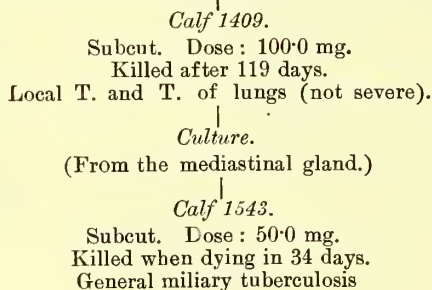 Calf 1409.
Subcut. Dose: 100·0 mg.
Killed after 119 days.
Local T. and T. of lungs (not severe).
Culture.
(From the mediastinal gland.)
Calf 1543.
Subcut. Dose: 50·0 mg.
Killed when dying in 34 days.
General miliary tuberculosis